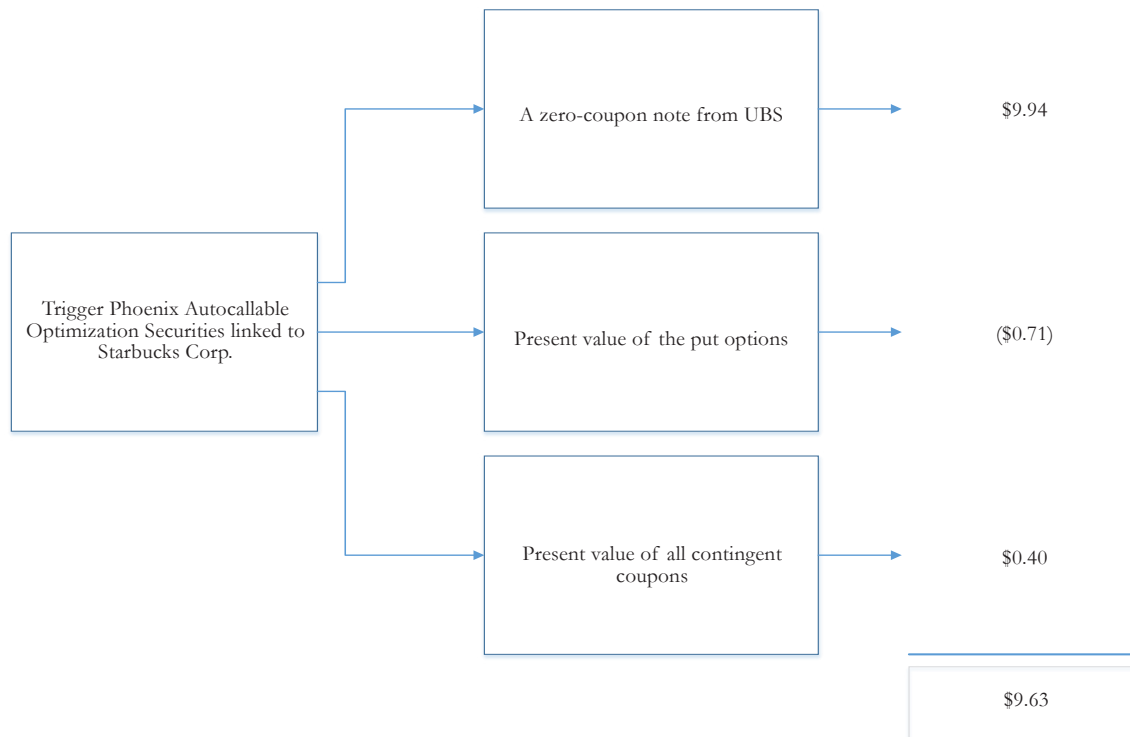 A zero-coupon note from UBS
$9.94
Trigger Phoenix Autocallable
Optimization Securities linked to
Starbucks Corp.
Present value of the put options
($0.71)
Present value of all contingent
coupons
$0.40
$9.63